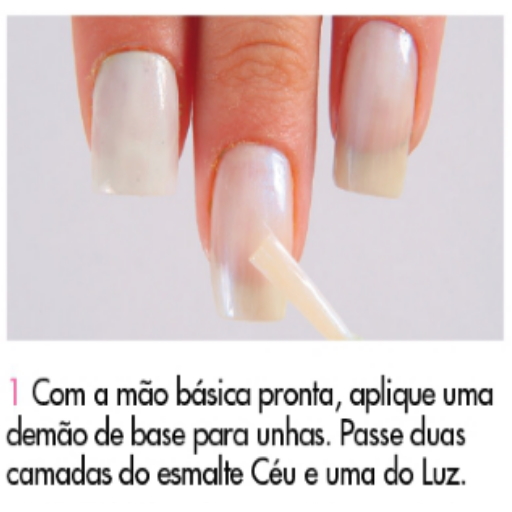 1 Com a mão básica pronta, aplique uma
demão de base para unhas. Passe duas
camadas do esmalte Céu e uma do Luz.